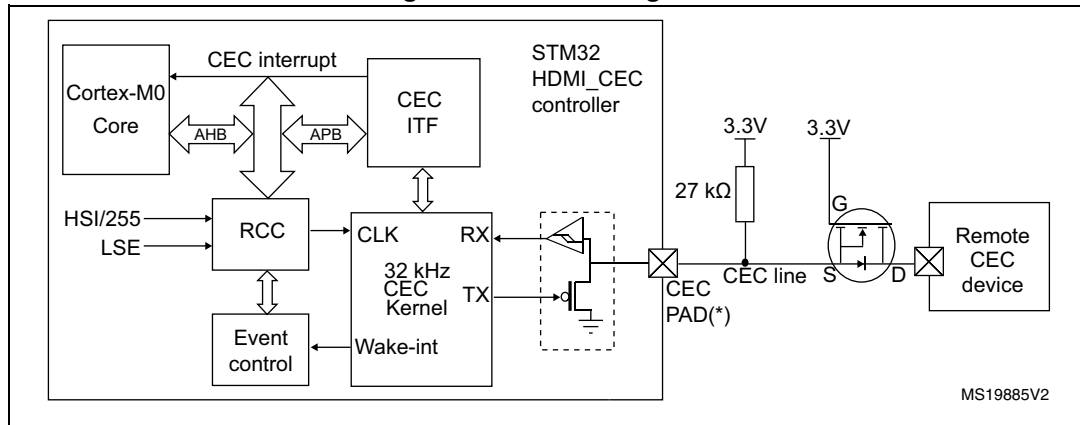 CEC interrupt
STM32
HDMI_CEC
controller
Cortex-M0
Core
CEC
ITF
AHB
APB
3.3V
3.3V
27 kΩ
G
HSI/255
LSE
RCC
CLK
RX
32 kHz
CEC
Kernel
TX
CEC
PAD(*)
CEC line
S
D
Remote
CEC
device
Event
control
Wake-int
MS19885V2